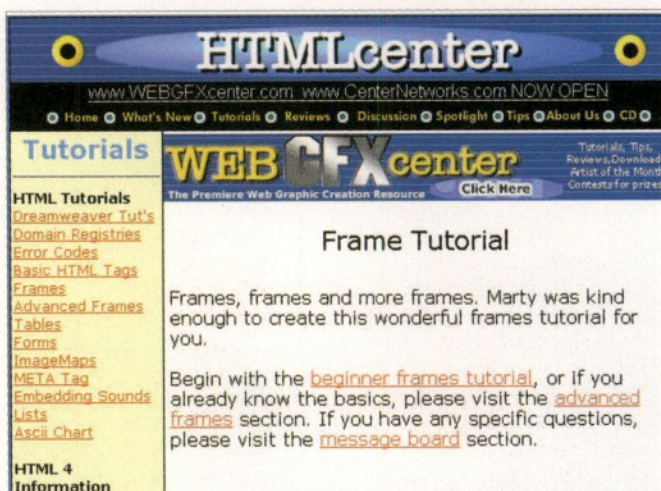 HTMLcenter
www.WEBGFXcenter.com www.CenterNetworks.com NOW OPEN
Home What's New Tutorials Reviews Discussion Spotlight Tips About Us CD
Tutorials
HTML Tutorials
Dreamweaver Tut's
Domain Registries
Error Codes
Basic HTML Tags
Frames
Advanced Frames
Tables
Forms
ImageMaps
META Tag
Embedding Sounds
Lists
Ascii Chart
HTML 4
Information
WEB GFX center
The Premiere Web Graphic Creation Resource
Click Here
Tutorials, Tips,
Reviews,Download
Artist of the Month
Contests for prizes
Frame Tutorial
Frames, frames and more frames. Marty was kind
enough to create this wonderful frames tutorial for
you.
Begin with the beginner frames tutorial, or if you
already know the basics, please visit the advanced
frames section. If you have any specific questions,
please visit the message board section.